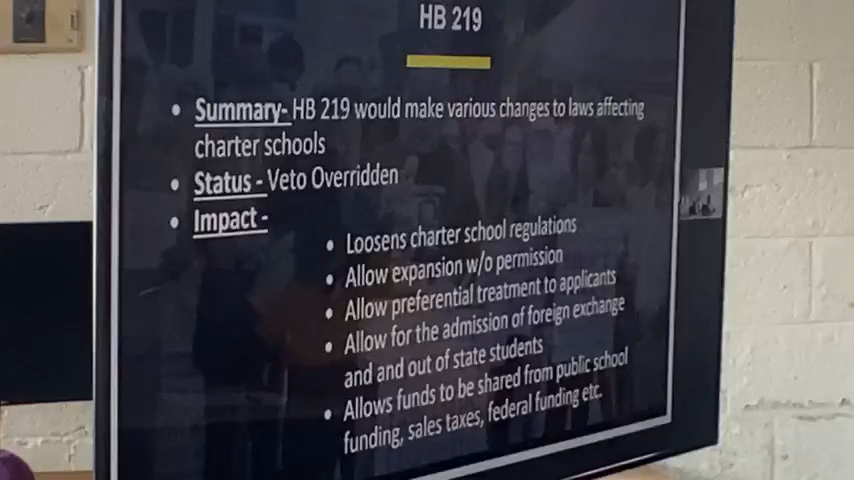 HB 219
• Summary- HB 219 would make various changes to laws affecting
charter schools
• Status - Veto Overridden
• Impact -
• Loosens charter school regulations
• Allow expansion w/o permission
• Allow preferential treatment to applicants
• Allow for the admission of foreign exchange
and and out of state students
• Allows funds to be shared from public school
funding, sales taxes, federal funding etc.